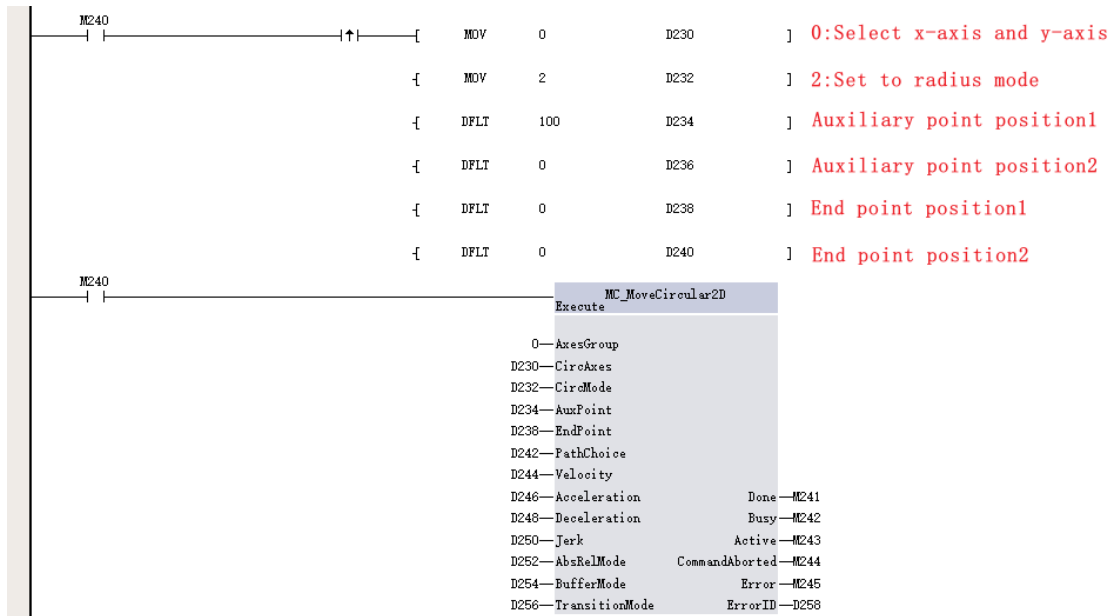 M240
MOV 0 D230 0:Select x-axis and y-axis
MOV 2 D232 2:Set to radius mode
DFLT 100 D234 Auxiliary point position1
DFLT 0 D236 Auxiliary point position2
DFLT 0 D238 End point position1
DFLT 0 D240 End point position2
M240
MC_MoveCircular2D
Execute
0 AxesGroup
D230 CircAxes
D232 CircMode
D234 AuxPoint
D238 EndPoint
D242 PathChoice
D244 Velocity
D246 Acceleration Done M241
D248 Deceleration Busy M242
D250 Jerk Active M243
D252 AbsRelMode CommandAborted M244
D254 BufferMode Error M245
D256 TransitionMode ErrorID D258